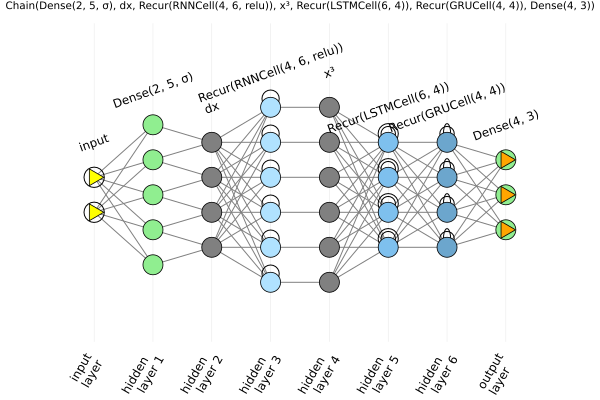 Chain(Dense(2, 5, σ), dx, Recur(RNNCell(4, 6, relu)), x³, Recur(LSTMCell(6, 4)), Recur(GRUCell(4, 4)), Dense(4, 3))
input
Dense(2, 5, σ)
dx
Recur(RNNCell(4, 6, relu))
x³
Recur(LSTMCell(6, 4))
Recur(GRUCell(4, 4))
Dense(4, 3)
input
layer
hidden
layer 1
hidden
layer 2
hidden
layer 3
hidden
layer 4
hidden
layer 5
hidden
layer 6
output
layer